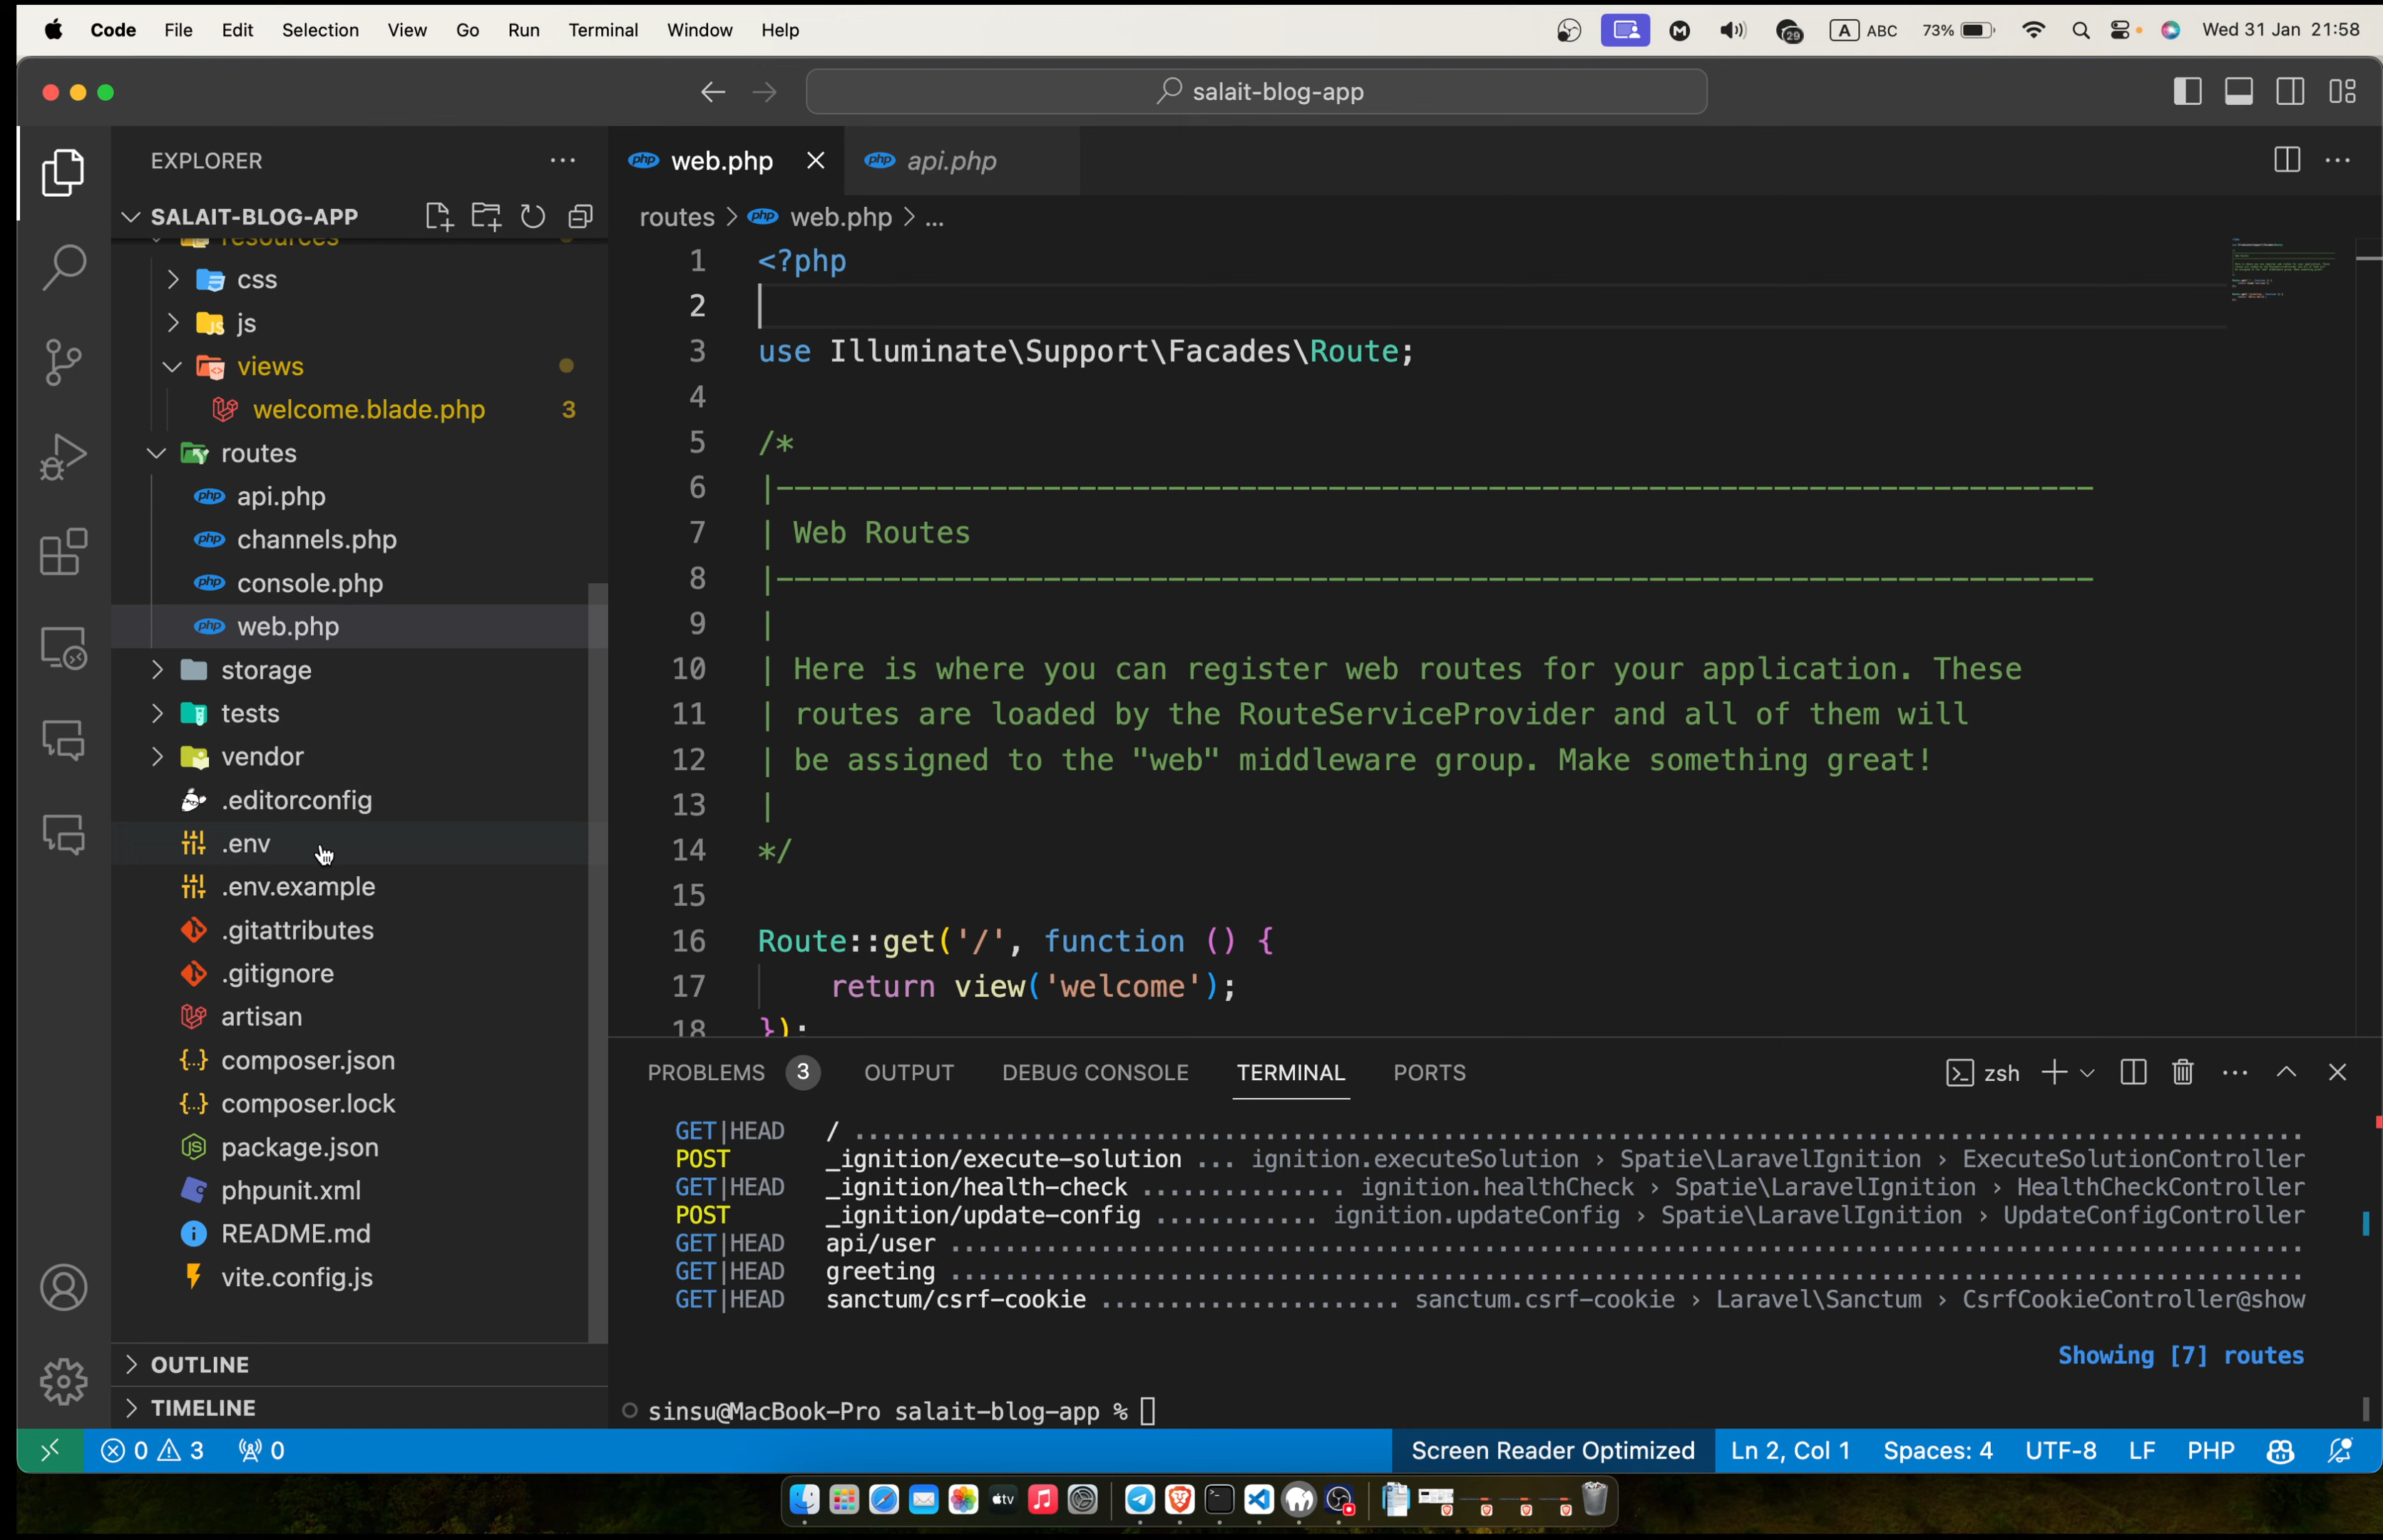 Code File Edit Selection View Go Run Terminal Window Help
29 A ABC 73% Wed 31 Jan 21:58
salait-blog-app
EXPLORER
SALAIT-BLOG-APP
resources
css
js
views
welcome.blade.php 3
routes
api.php
channels.php
console.php
web.php
storage
tests
vendor
.editorconfig
.env
.env.example
.gitattributes
.gitignore
artisan
composer.json
composer.lock
package.json
phpunit.xml
README.md
vite.config.js
OUTLINE
TIMELINE
php web.php php api.php
routes > php web.php > ...
1 <?php
2
3 use Illuminate\Support\Facades\Route;
4
5 /*
6 |--------------------------------------------------------------------------
7 | Web Routes
8 |--------------------------------------------------------------------------
9 |
10 | Here is where you can register web routes for your application. These
11 | routes are loaded by the RouteServiceProvider and all of them will
12 | be assigned to the "web" middleware group. Make something great!
13 |
14 */
15
16 Route::get('/', function () {
17 return view('welcome');
18 });
PROBLEMS 3 OUTPUT DEBUG CONSOLE TERMINAL PORTS
zsh
GET|HEAD / ........................................................................
POST _ignition/execute-solution ... ignition.executeSolution › Spatie\LaravelIgnition › ExecuteSolutionController
GET|HEAD _ignition/health-check ............... ignition.healthCheck › Spatie\LaravelIgnition › HealthCheckController
POST _ignition/update-config ............ ignition.updateConfig › Spatie\LaravelIgnition › UpdateConfigController
GET|HEAD api/user ........................................................................
GET|HEAD greeting ........................................................................
GET|HEAD sanctum/csrf-cookie ...................... sanctum.csrf-cookie › Laravel\Sanctum › CsrfCookieController@show
Showing [7] routes
sinsu@MacBook-Pro salait-blog-app %
0 3 0
Screen Reader Optimized Ln 2, Col 1 Spaces: 4 UTF-8 LF PHP
tv